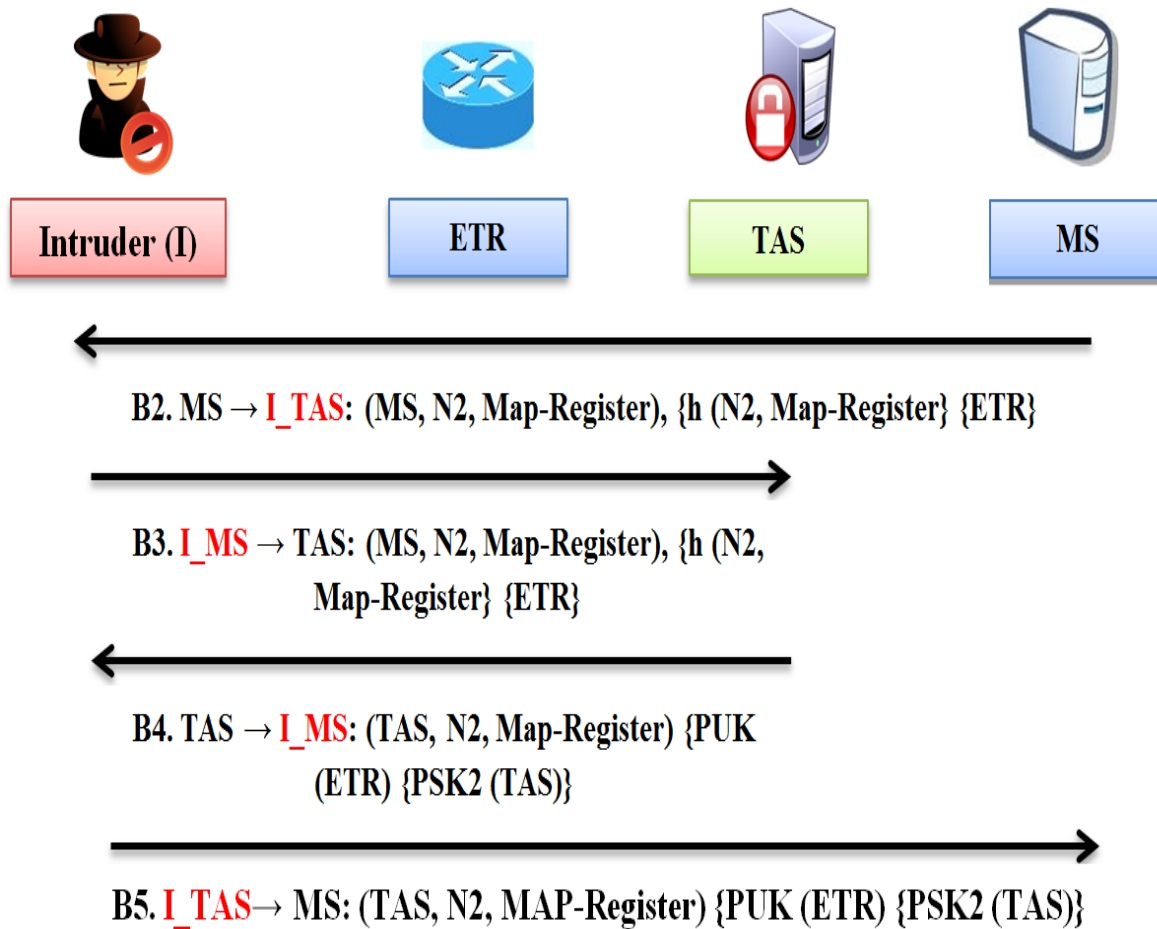 Intruder (I)
ETR
TAS
MS
B2. MS → I_TAS: (MS, N2, Map-Register), {h (N2, Map-Register} {ETR}
B3. I_MS → TAS: (MS, N2, Map-Register), {h (N2,
Map-Register} {ETR}
B4. TAS → I_MS: (TAS, N2, Map-Register) {PUK
(ETR) {PSK2 (TAS)}
B5. I_TAS→ MS: (TAS, N2, MAP-Register) {PUK (ETR) {PSK2 (TAS)}